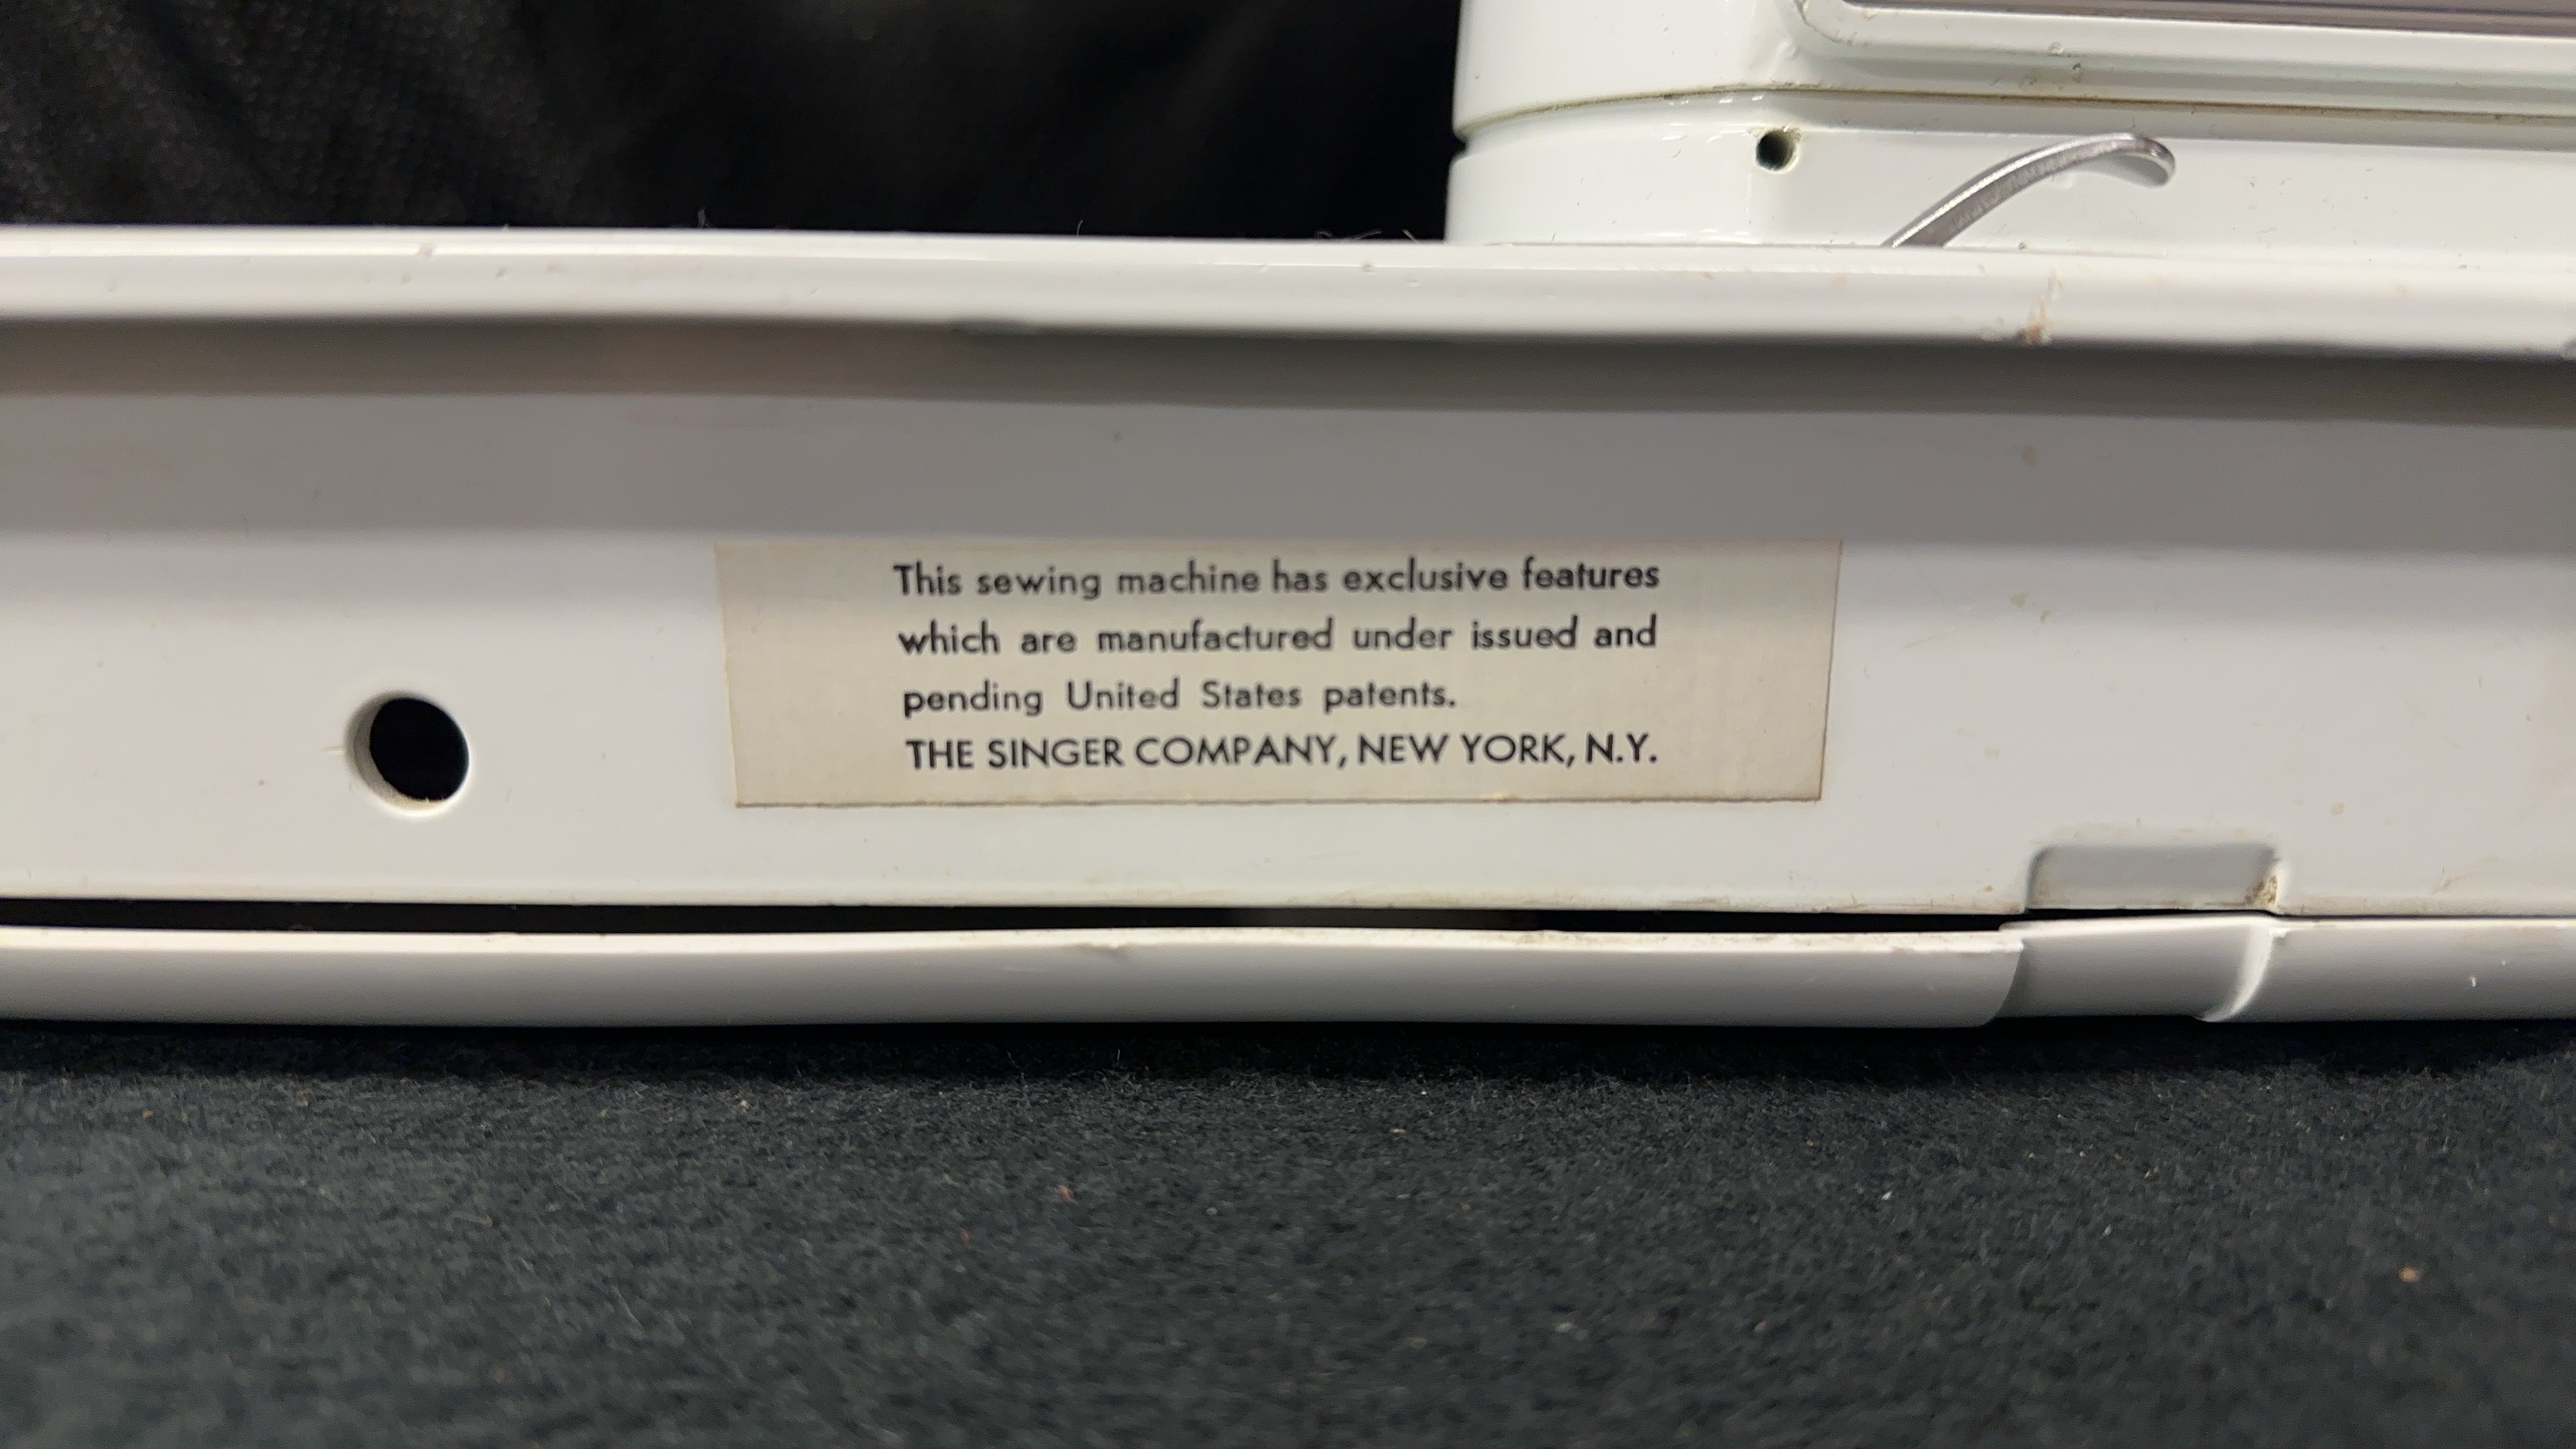 This sewing machine has exclusive features
which are manufactured under issued and
pending United States patents.
THE SINGER COMPANY, NEW YORK, N.Y.